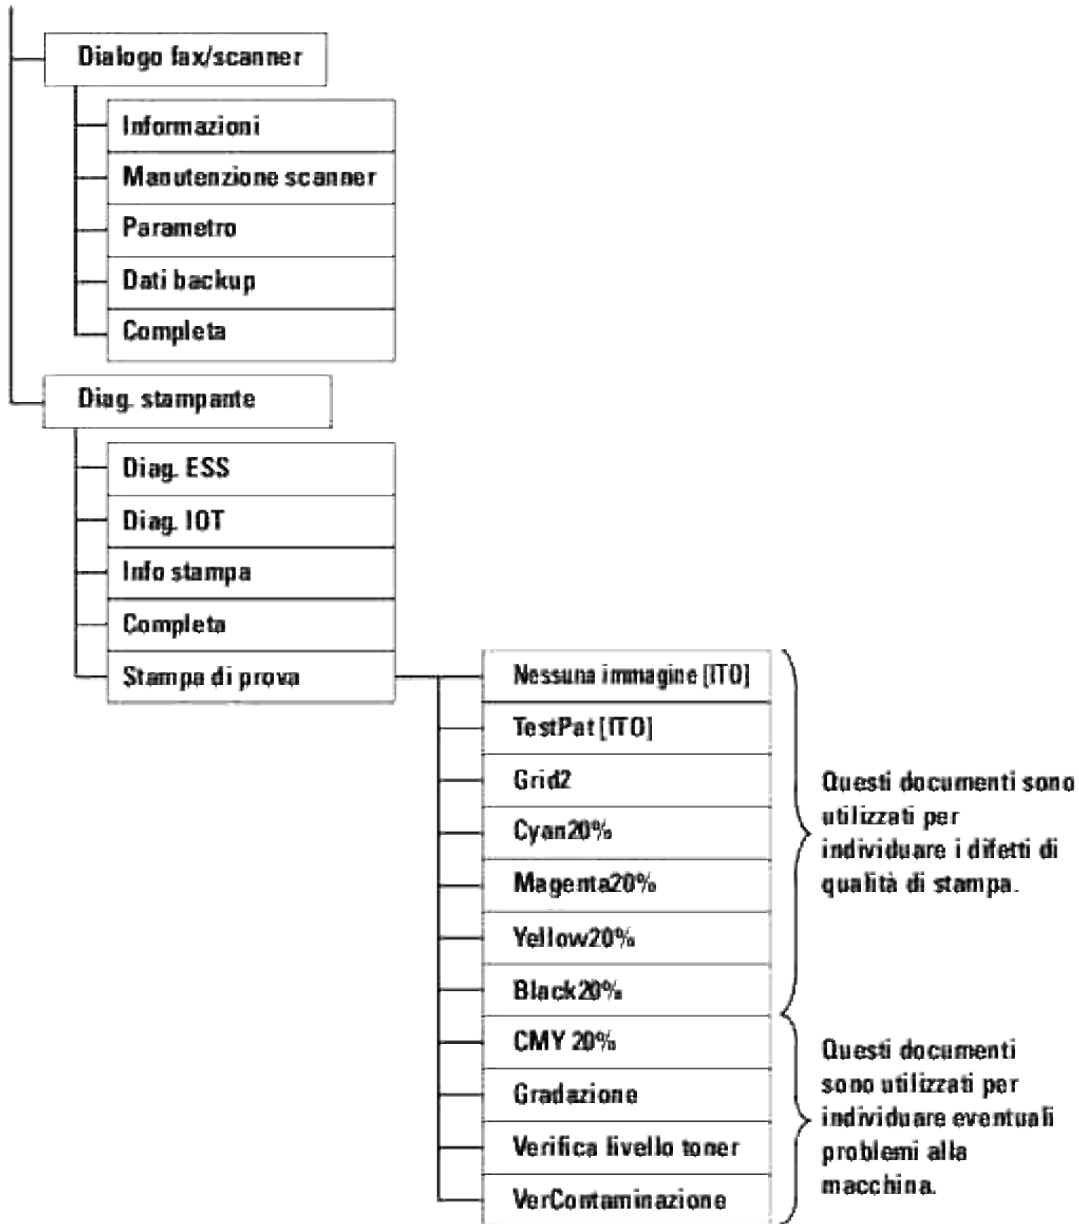 Dialogo fax/scanner
Informazioni
Manutenzione scanner
Parametro
Dati backup
Completa
Diag. stampante
Diag. ESS
Diag. IOT
Info stampa
Completa
Stampa di prova
Nessuna immagine [ITO]
TestPat [ITO]
Grid2
Cyan20%
Magenta20%
Yellow20%
Black20%
CMY 20%
Gradazione
Verifica livello toner
VerContaminazione
Questi documenti sono
utilizzati per
individuare i difetti di
qualità di stampa.
Questi documenti
sono utilizzati per
individuare eventuali
problemi alla
macchina.